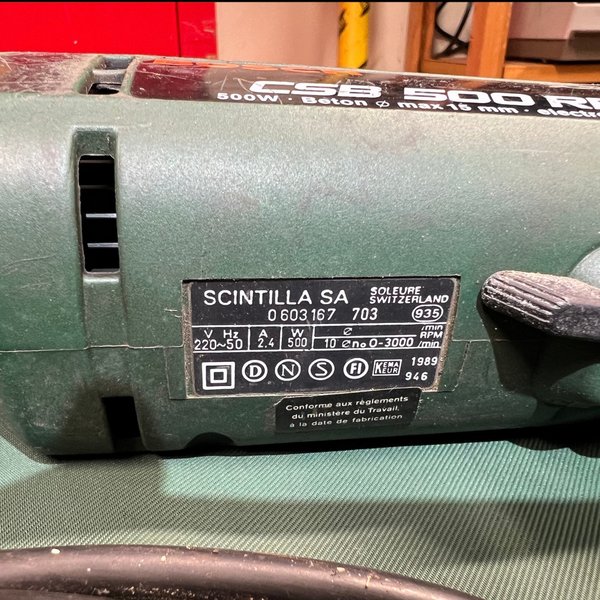 CSB 500 RE
500W · Beton ø max 15 mm · electro
SCINTILLA SA SOLEURE SWITZERLAND
0 603 167 703 935
V Hz A W ø /min RPM
220~50 2.4 500 10 ø n₀ 0-3000 /min
D N S FI KEMA KEUR 1989 946
Conforme aux règlements
du ministère du Travail,
à la date de fabrication